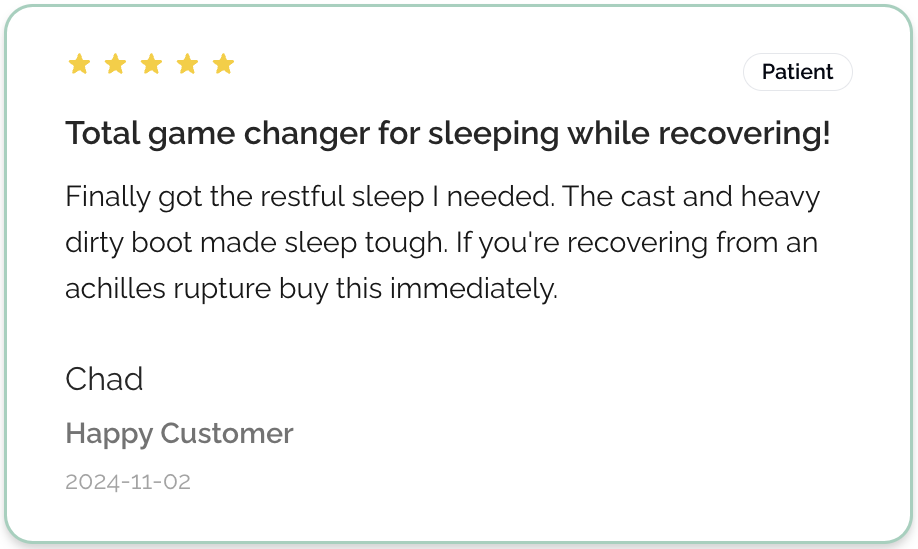 Patient
Total game changer for sleeping while recovering!
Finally got the restful sleep I needed. The cast and heavy
dirty boot made sleep tough. If you're recovering from an
achilles rupture buy this immediately.
Chad
Happy Customer
2024-11-02